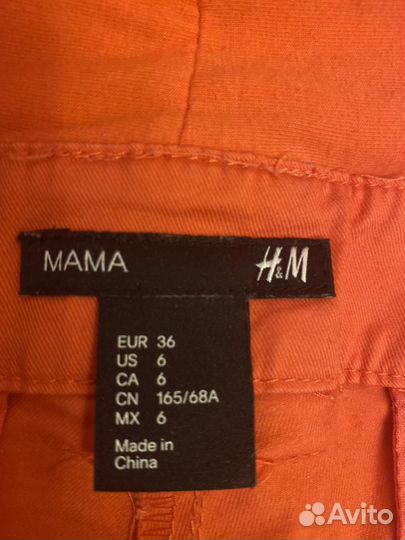 MAMA H&M
EUR 36
US 6
CA 6
CN 165/68A
MX 6
Made in
China
Avito